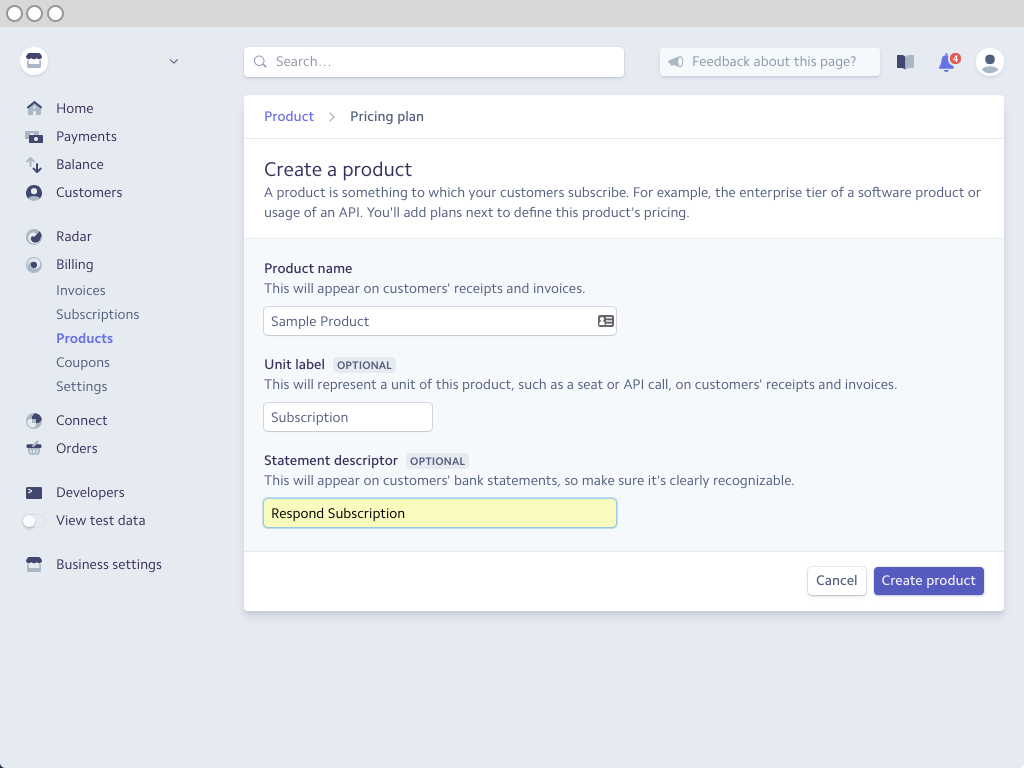 Search…
Feedback about this page?
4
Home
Payments
Balance
Customers
Radar
Billing
Invoices
Subscriptions
Products
Coupons
Settings
Connect
Orders
Developers
View test data
Business settings
Product > Pricing plan
Create a product
A product is something to which your customers subscribe. For example, the enterprise tier of a software product or
usage of an API. You'll add plans next to define this product's pricing.
Product name
This will appear on customers' receipts and invoices.
Sample Product
Unit label OPTIONAL
This will represent a unit of this product, such as a seat or API call, on customers' receipts and invoices.
Subscription
Statement descriptor OPTIONAL
This will appear on customers' bank statements, so make sure it's clearly recognizable.
Respond Subscription
Cancel
Create product